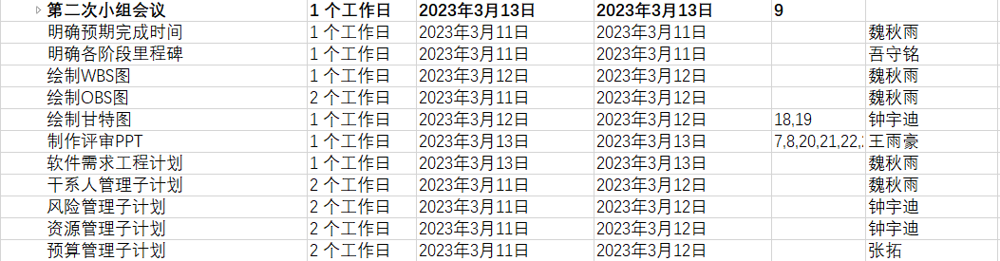 第二次小组会议 1 个工作日 2023年3月13日 2023年3月13日 9
明确预期完成时间 1 个工作日 2023年3月11日 2023年3月11日 魏秋雨
明确各阶段里程碑 1 个工作日 2023年3月11日 2023年3月11日 吾守铭
绘制WBS图 1 个工作日 2023年3月12日 2023年3月12日 魏秋雨
绘制OBS图 2 个工作日 2023年3月11日 2023年3月12日 魏秋雨
绘制甘特图 1 个工作日 2023年3月12日 2023年3月12日 18,19 钟宇迪
制作评审PPT 1 个工作日 2023年3月13日 2023年3月13日 7,8,20,21,22, 王雨豪
软件需求工程计划 1 个工作日 2023年3月13日 2023年3月13日 魏秋雨
干系人管理子计划 2 个工作日 2023年3月11日 2023年3月12日 魏秋雨
风险管理子计划 2 个工作日 2023年3月11日 2023年3月12日 钟宇迪
资源管理子计划 2 个工作日 2023年3月11日 2023年3月12日 钟宇迪
预算管理子计划 2 个工作日 2023年3月11日 2023年3月12日 张拓